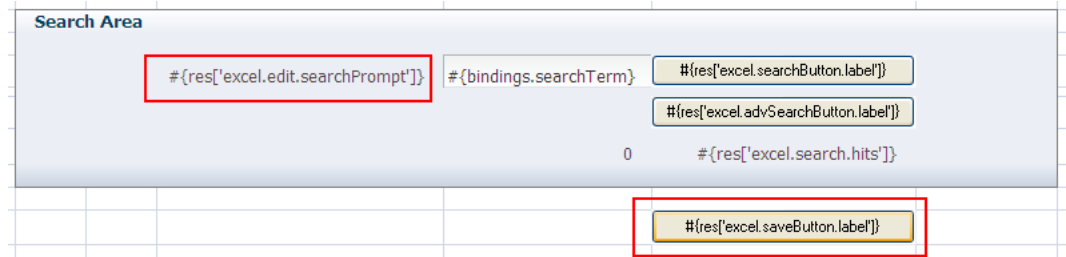 Search Area
#{res['excel.edit.searchPrompt']} #{bindings.searchTerm} #{res['excel.searchButton.label']}
#{res['excel.advSearchButton.label']}
0 #{res['excel.search.hits']}
#{res['excel.saveButton.label']}